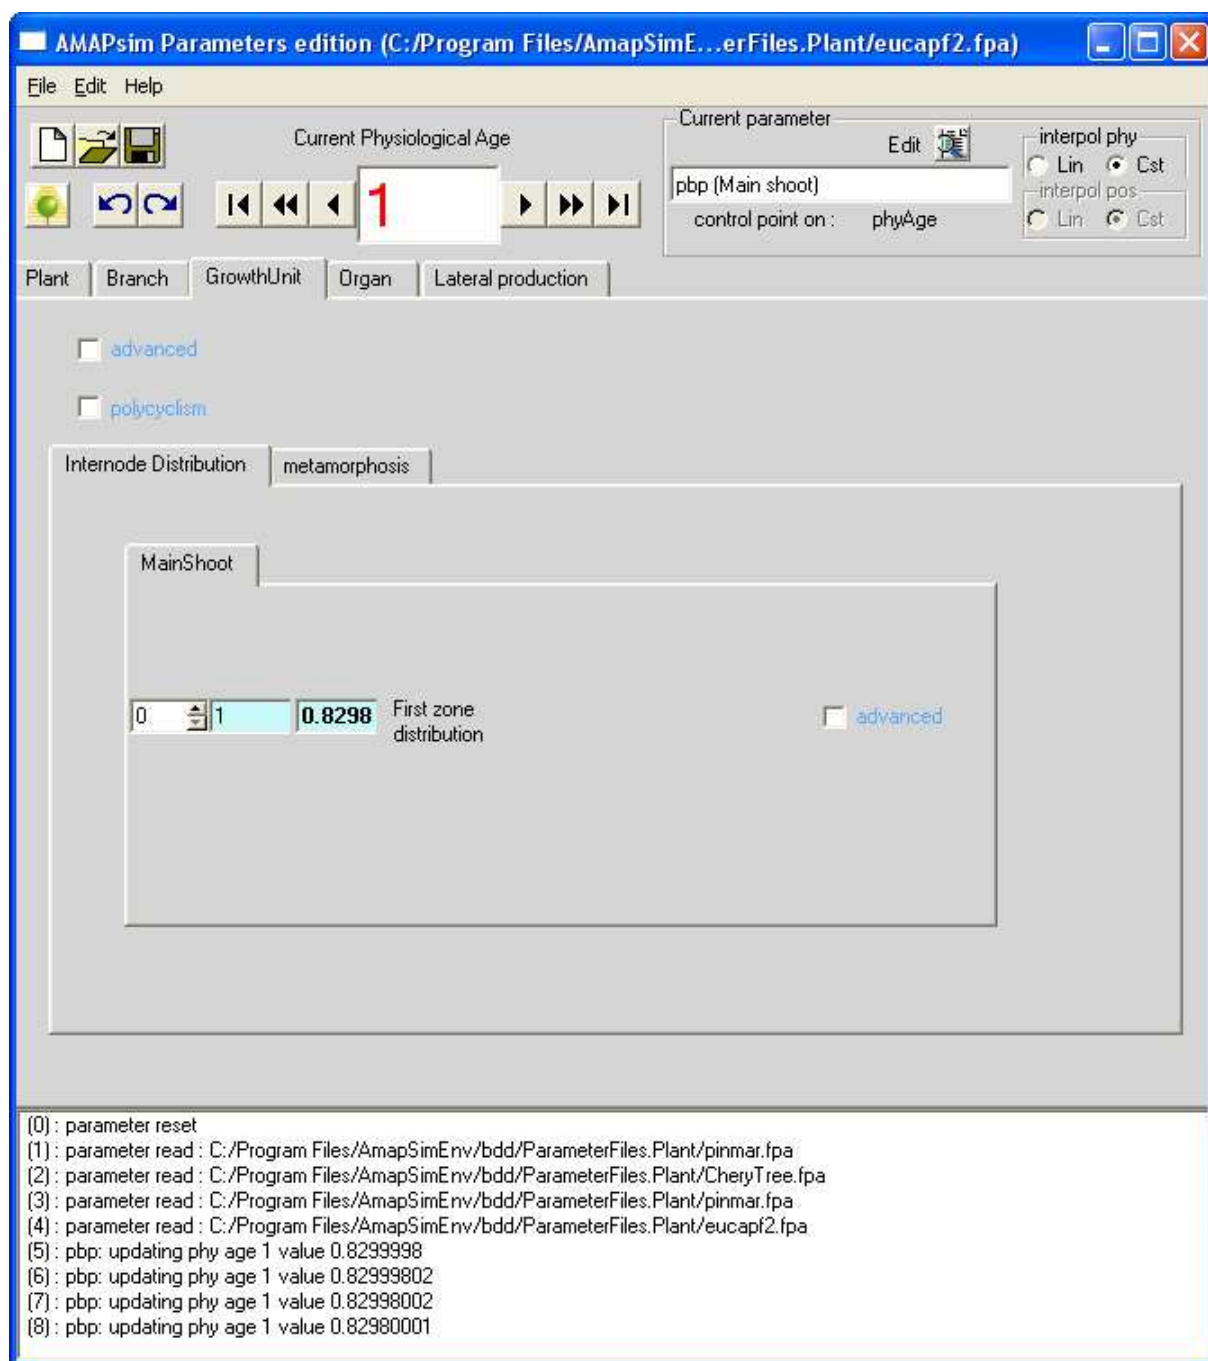 AMAPsim Parameters edition (C:/Program Files/AmapSimE...erFiles.Plant/eucapf2.fpa)
File Edit Help
Current Physiological Age
1
Current parameter
Edit
pbp (Main shoot)
control point on : phyAge
interpol phy
Lin Cst
interpol pos
Lin Cst
Plant Branch GrowthUnit Organ Lateral production
advanced
polycyclism
Internode Distribution metamorphosis
MainShoot
0 1 0.8298 First zone
distribution
advanced
(0) : parameter reset
(1) : parameter read : C:/Program Files/AmapSimEnv/bdd/ParameterFiles.Plant/pinmar.fpa
(2) : parameter read : C:/Program Files/AmapSimEnv/bdd/ParameterFiles.Plant/CheryTree.fpa
(3) : parameter read : C:/Program Files/AmapSimEnv/bdd/ParameterFiles.Plant/pinmar.fpa
(4) : parameter read : C:/Program Files/AmapSimEnv/bdd/ParameterFiles.Plant/eucapf2.fpa
(5) : pbp: updating phy age 1 value 0.8299998
(6) : pbp: updating phy age 1 value 0.82999802
(7) : pbp: updating phy age 1 value 0.82998002
(8) : pbp: updating phy age 1 value 0.82980001